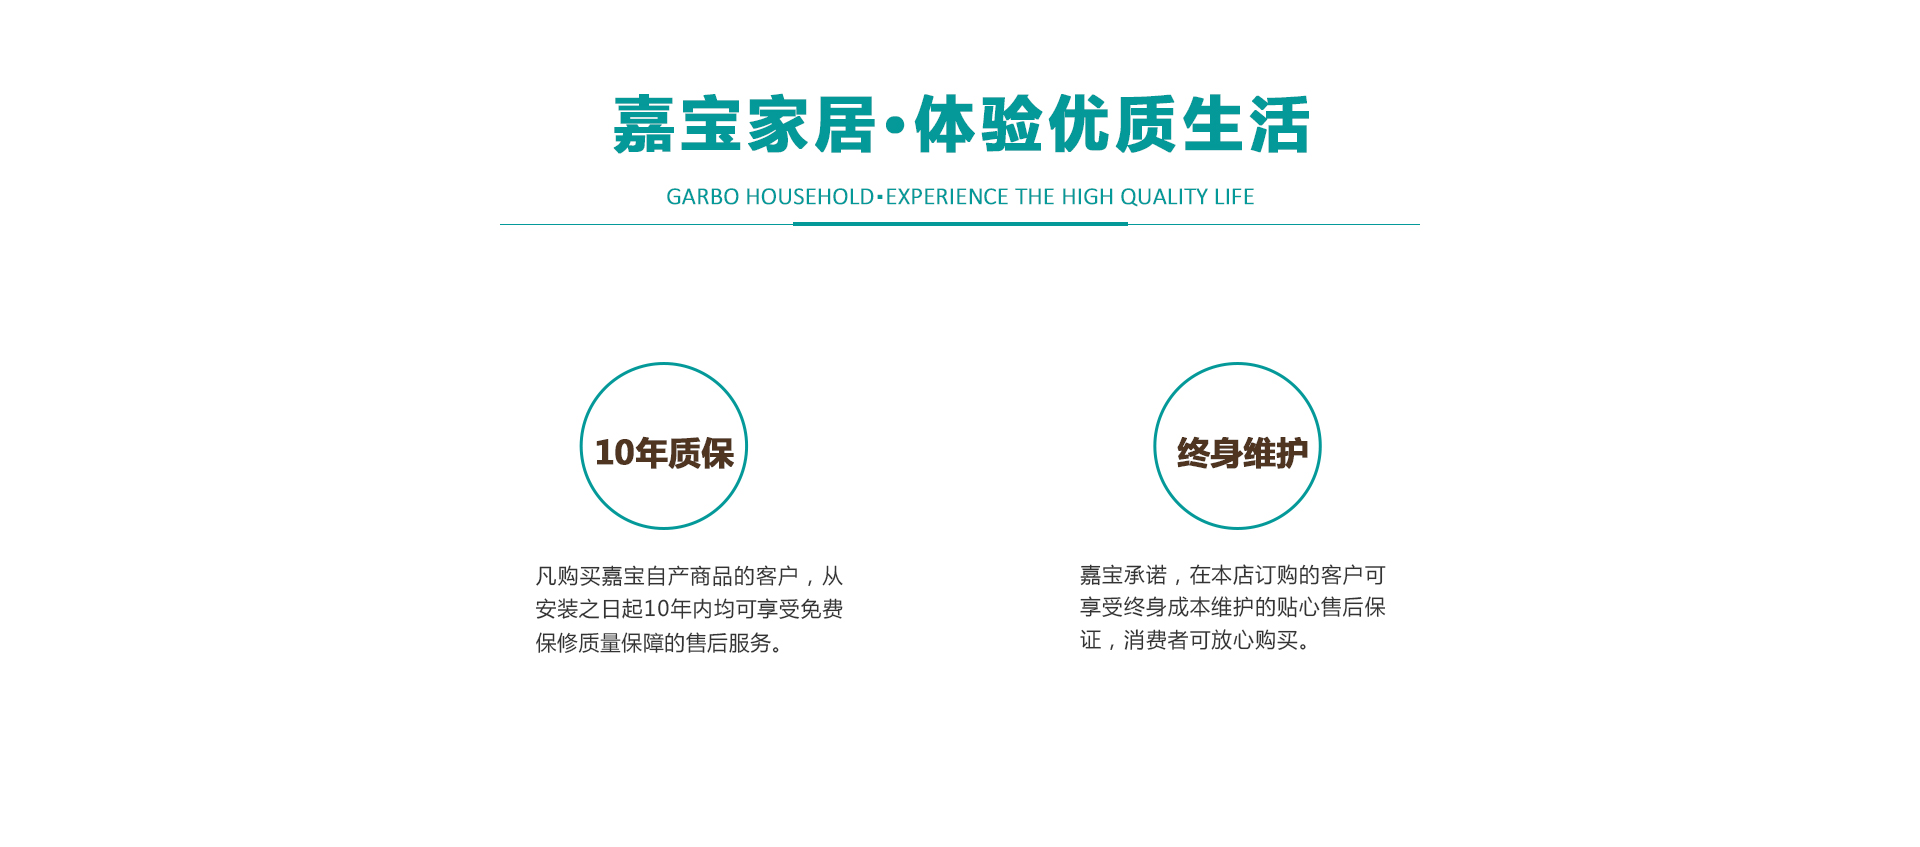 嘉宝家居•体验优质生活
GARBO HOUSEHOLD▪EXPERIENCE THE HIGH QUALITY LIFE
10年质保
凡购买嘉宝自产商品的客户，从
安装之日起10年内均可享受免费
保修质量保障的售后服务。
终身维护
嘉宝承诺，在本店订购的客户可
享受终身成本维护的贴心售后保
证，消费者可放心购买。